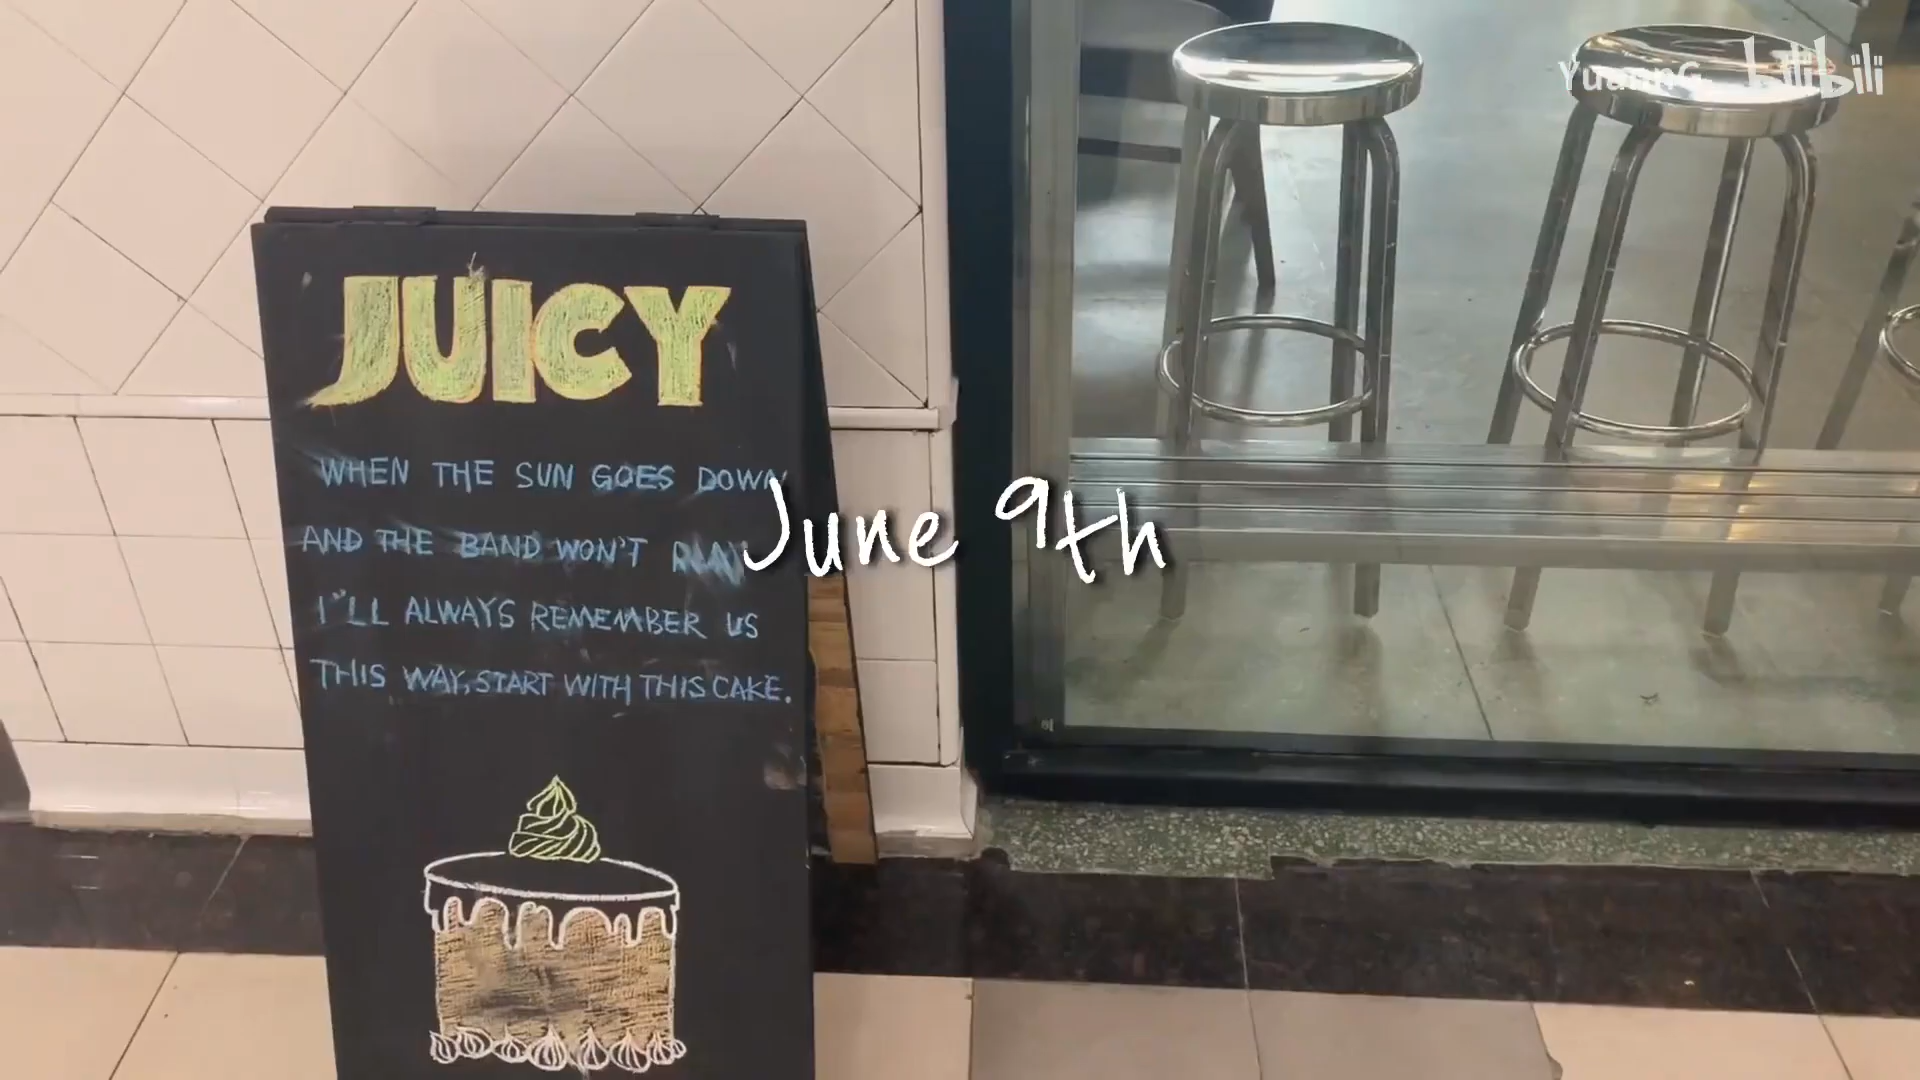 YuannG
bilibili
JUICY
WHEN THE SUN GOES DOWN
AND THE BAND WON'T
I'LL ALWAYS REMEMBER US
THIS WAY, START WITH THIS CAKE.
June 9th